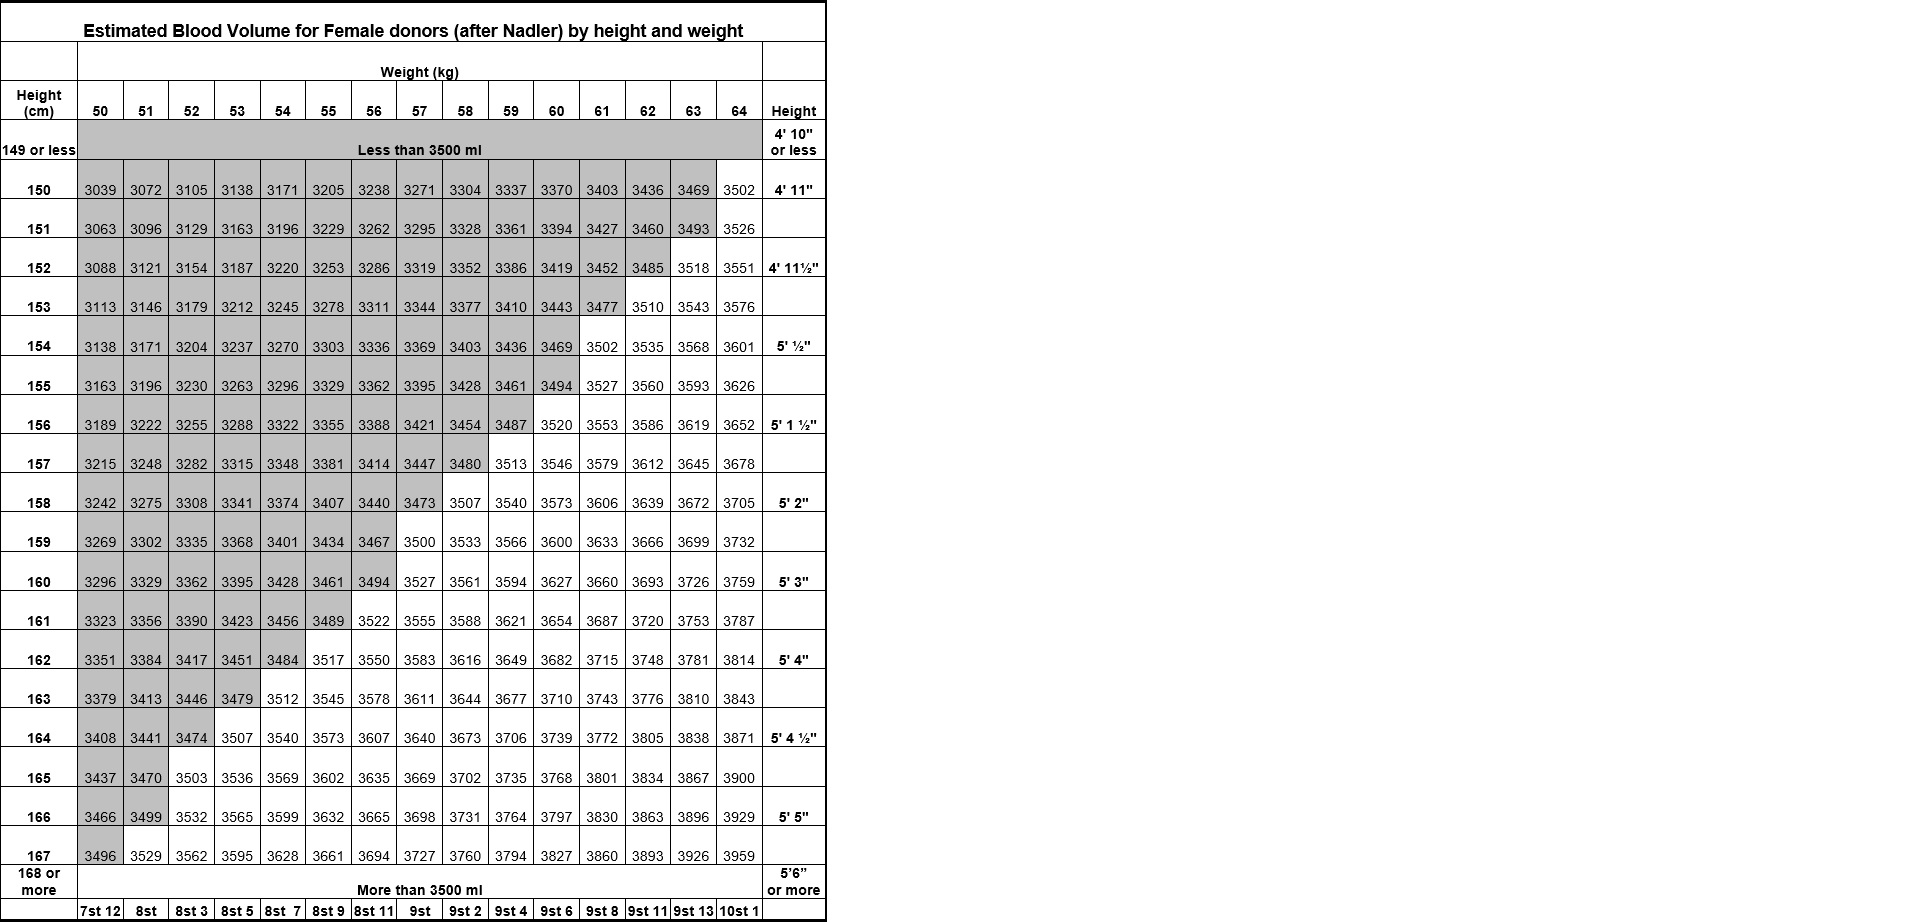 Estimated Blood Volume for Female donors (after Nadler) by height and weight
Weight (kg)
Height (cm) 50 51 52 53 54 55 56 57 58 59 60 61 62 63 64 Height
149 or less Less than 3500 ml 4' 10" or less
150 3039 3072 3105 3138 3171 3205 3238 3271 3304 3337 3370 3403 3436 3469 3502 4' 11"
151 3063 3096 3129 3163 3196 3229 3262 3295 3328 3361 3394 3427 3460 3493 3526
152 3088 3121 3154 3187 3220 3253 3286 3319 3352 3386 3419 3452 3485 3518 3551 4' 11½"
153 3113 3146 3179 3212 3245 3278 3311 3344 3377 3410 3443 3477 3510 3543 3576
154 3138 3171 3204 3237 3270 3303 3336 3369 3403 3436 3469 3502 3535 3568 3601 5' ½"
155 3163 3196 3230 3263 3296 3329 3362 3395 3428 3461 3494 3527 3560 3593 3626
156 3189 3222 3255 3288 3322 3355 3388 3421 3454 3487 3520 3553 3586 3619 3652 5' 1 ½"
157 3215 3248 3282 3315 3348 3381 3414 3447 3480 3513 3546 3579 3612 3645 3678
158 3242 3275 3308 3341 3374 3407 3440 3473 3507 3540 3573 3606 3639 3672 3705 5' 2"
159 3269 3302 3335 3368 3401 3434 3467 3500 3533 3566 3600 3633 3666 3699 3732
160 3296 3329 3362 3395 3428 3461 3494 3527 3561 3594 3627 3660 3693 3726 3759 5' 3"
161 3323 3356 3390 3423 3456 3489 3522 3555 3588 3621 3654 3687 3720 3753 3787
162 3351 3384 3417 3451 3484 3517 3550 3583 3616 3649 3682 3715 3748 3781 3814 5' 4"
163 3379 3413 3446 3479 3512 3545 3578 3611 3644 3677 3710 3743 3776 3810 3843
164 3408 3441 3474 3507 3540 3573 3607 3640 3673 3706 3739 3772 3805 3838 3871 5' 4 ½"
165 3437 3470 3503 3536 3569 3602 3635 3669 3702 3735 3768 3801 3834 3867 3900
166 3466 3499 3532 3565 3599 3632 3665 3698 3731 3764 3797 3830 3863 3896 3929 5' 5"
167 3496 3529 3562 3595 3628 3661 3694 3727 3760 3794 3827 3860 3893 3926 3959
168 or more More than 3500 ml 5’6” or more
7st 12 8st 8st 3 8st 5 8st 7 8st 9 8st 11 9st 9st 2 9st 4 9st 6 9st 8 9st 11 9st 13 10st 1